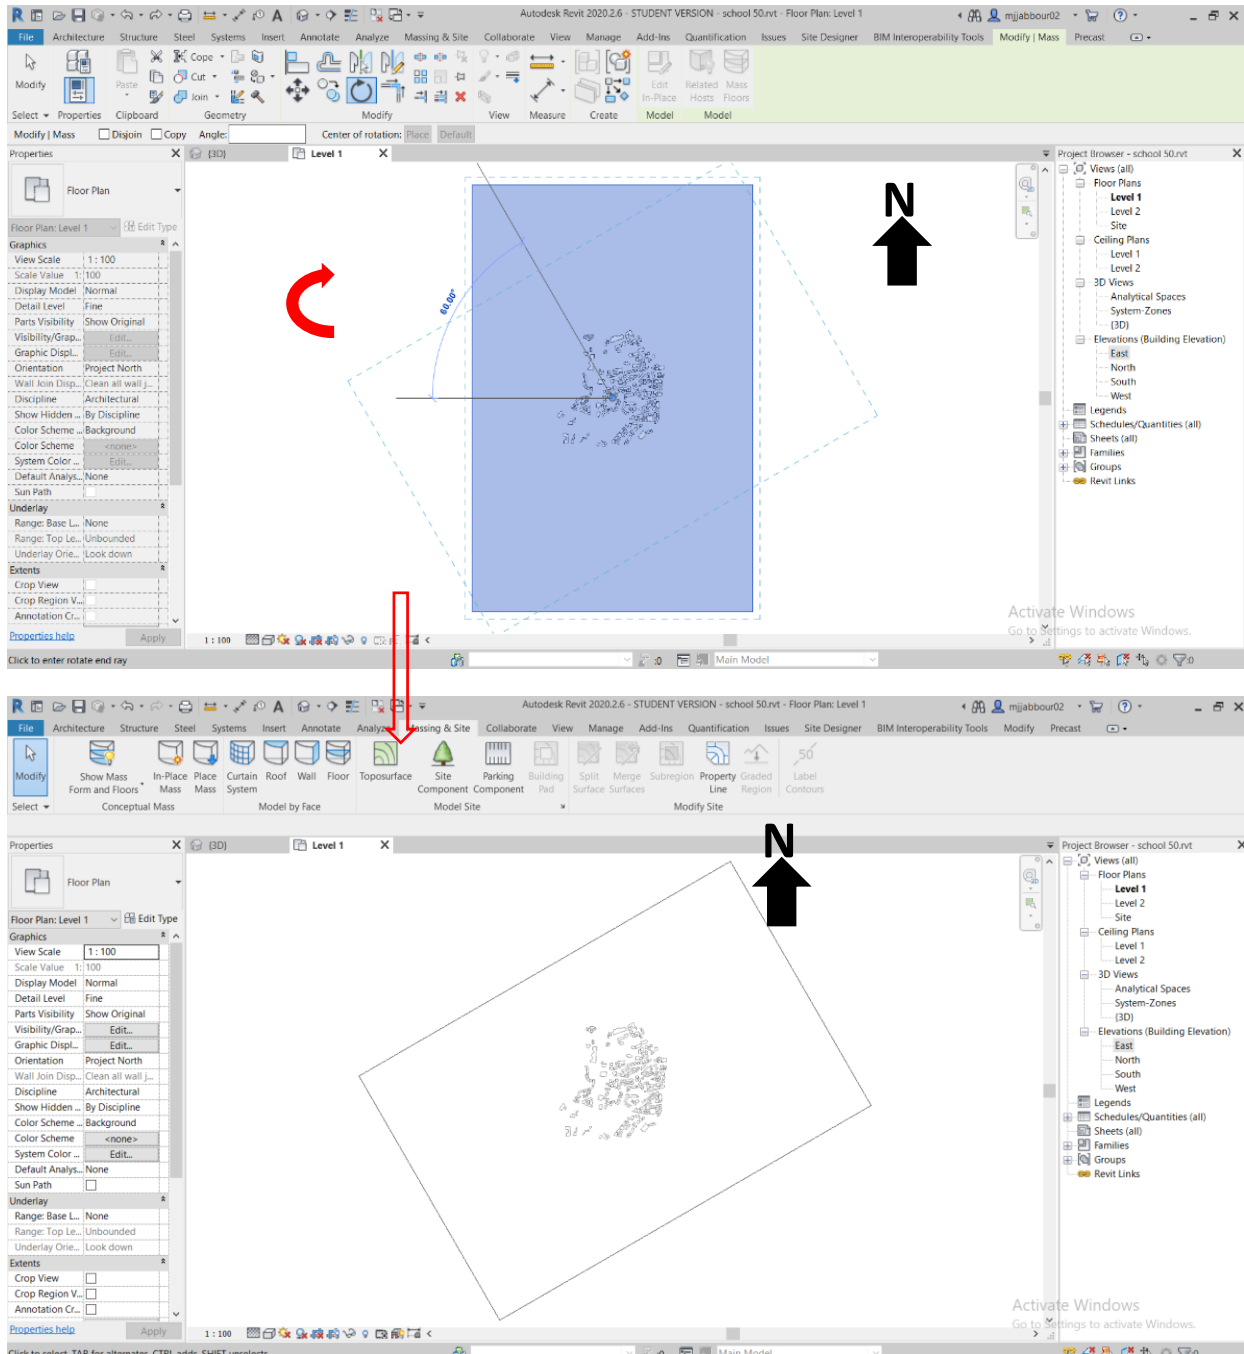 Autodesk Revit 2020.2.6 - STUDENT VERSION - school 50.rvt - Floor Plan: Level 1
mjjabbour02
File Architecture Structure Steel Systems Insert Annotate Analyze Massing & Site Collaborate View Manage Add-Ins Quantification Issues Site Designer BIM Interoperability Tools Modify | Mass Precast
Modify
Paste
Cope
Cut
Join
Edit In-Place
Related Hosts
Mass Floors
Select Properties Clipboard Geometry Modify View Measure Create Model Model
Modify | Mass Disjoin Copy Angle: Center of rotation: Place Default
Properties X
{3D}
Level 1 X
Floor Plan
Floor Plan: Level 1 Edit Type
Graphics
View Scale 1 : 100
Scale Value 1: 100
Display Model Normal
Detail Level Fine
Parts Visibility Show Original
Visibility/Grap... Edit...
Graphic Displ... Edit...
Orientation Project North
Wall Join Disp... Clean all wall j...
Discipline Architectural
Show Hidden ... By Discipline
Color Scheme ... Background
Color Scheme <none>
System Color ... Edit...
Default Analys... None
Sun Path
Underlay
Range: Base L... None
Range: Top Le... Unbounded
Underlay Orie... Look down
Extents
Crop View
Crop Region V...
Annotation Cr...
Properties help Apply
60.00°
N
Project Browser - school 50.rvt X
Views (all)
Floor Plans
Level 1
Level 2
Site
Ceiling Plans
Level 1
Level 2
3D Views
Analytical Spaces
System-Zones
{3D}
Elevations (Building Elevation)
East
North
South
West
Legends
Schedules/Quantities (all)
Sheets (all)
Families
Groups
Revit Links
Activate Windows
Go to Settings to activate Windows.
1 : 100
Click to enter rotate end ray
:0
Main Model
:0
Autodesk Revit 2020.2.6 - STUDENT VERSION - school 50.rvt - Floor Plan: Level 1
mjjabbour02
File Architecture Structure Steel Systems Insert Annotate Analyze Massing & Site Collaborate View Manage Add-Ins Quantification Issues Site Designer BIM Interoperability Tools Modify Precast
Modify
Show Mass Form and Floors
In-Place Mass
Place Mass
Curtain System
Roof
Wall
Floor
Toposurface
Site Component
Parking Component
Building Pad
Split Surface
Merge Surfaces
Subregion
Property Line
Graded Region
Label Contours
Select Conceptual Mass Model by Face Model Site Modify Site
Properties X
{3D}
Level 1 X
Floor Plan
Floor Plan: Level 1 Edit Type
Graphics
View Scale 1 : 100
Scale Value 1: 100
Display Model Normal
Detail Level Fine
Parts Visibility Show Original
Visibility/Grap... Edit...
Graphic Displ... Edit...
Orientation Project North
Wall Join Disp... Clean all wall j...
Discipline Architectural
Show Hidden ... By Discipline
Color Scheme ... Background
Color Scheme <none>
System Color ... Edit...
Default Analys... None
Sun Path
Underlay
Range: Base L... None
Range: Top Le... Unbounded
Underlay Orie... Look down
Extents
Crop View
Crop Region V...
Annotation Cr...
Properties help Apply
N
Project Browser - school 50.rvt X
Views (all)
Floor Plans
Level 1
Level 2
Site
Ceiling Plans
Level 1
Level 2
3D Views
Analytical Spaces
System-Zones
{3D}
Elevations (Building Elevation)
East
North
South
West
Legends
Schedules/Quantities (all)
Sheets (all)
Families
Groups
Revit Links
Activate Windows
Go to Settings to activate Windows.
1 : 100
Click to select, TAB for alternates, CTRL adds, SHIFT unselects.
:0
Main Model
:0